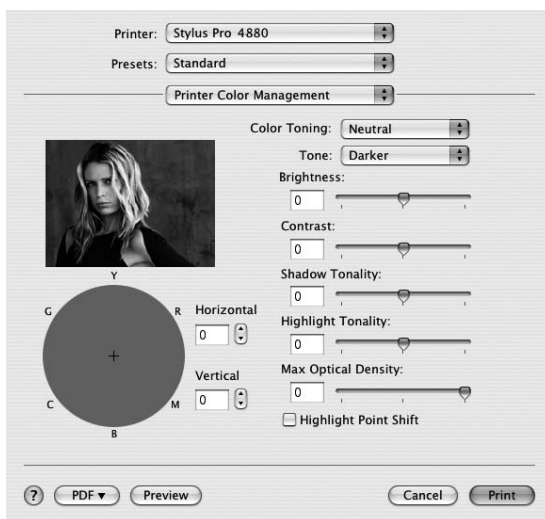 Printer: Stylus Pro 4880
Presets: Standard
Printer Color Management
Color Toning: Neutral
Tone: Darker
Brightness:
0
Contrast:
0
Shadow Tonality:
0
Highlight Tonality:
0
Max Optical Density:
0
Highlight Point Shift
Y
G R
C M
B
Horizontal
0
Vertical
0
? PDF▼ Preview Cancel Print